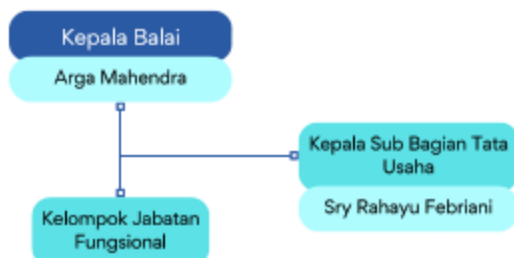 Kepala Balai
Arga Mahendra
Kepala Sub Bagian Tata
Usaha
Sry Rahayu Febriani
Kelompok Jabatan
Fungsional